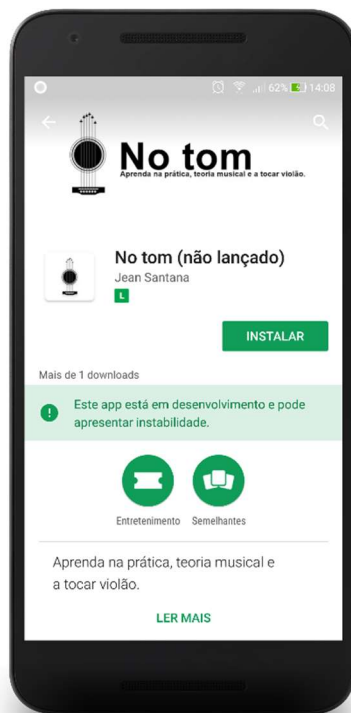 62% 14:08
No tom
Aprenda na prática, teoria musical e a tocar violão.
No tom (não lançado)
Jean Santana
L
INSTALAR
Mais de 1 downloads
! Este app está em desenvolvimento e pode
apresentar instabilidade.
Entretenimento Semelhantes
Aprenda na prática, teoria musical e
a tocar violão.
LER MAIS